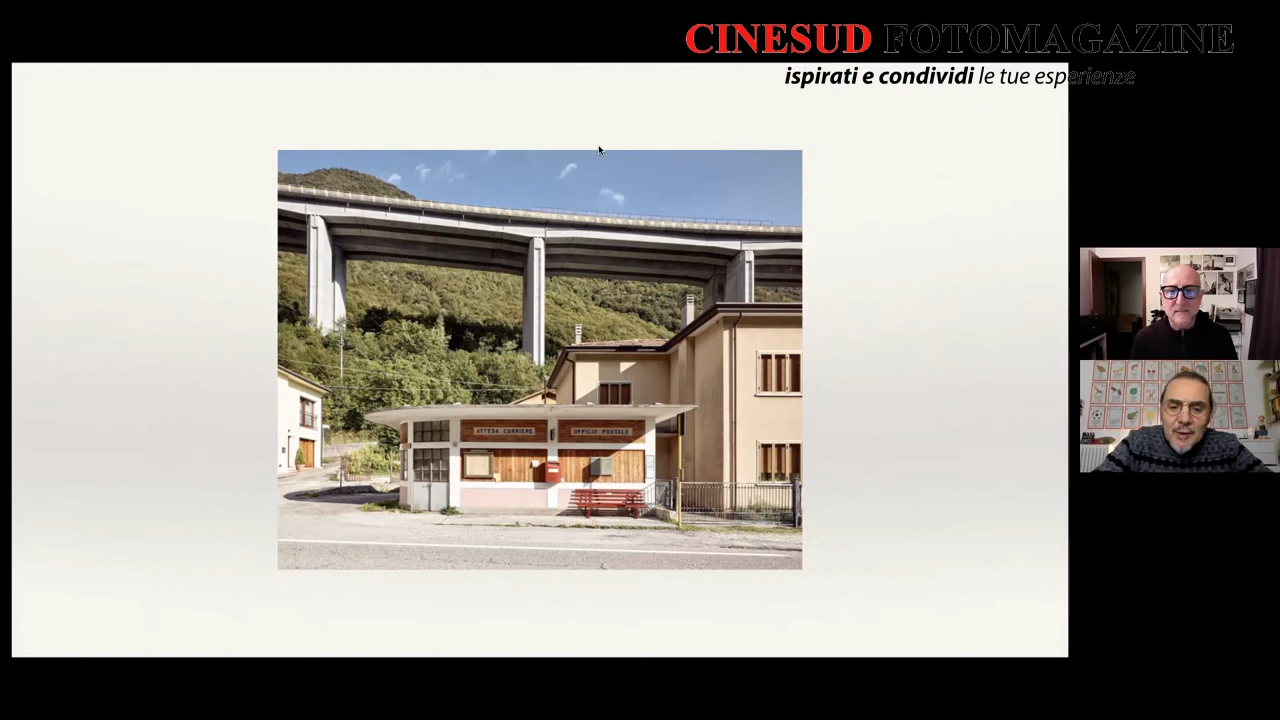 CINESUD FOTOMAGAZINE
ispirati e condividi le tue esperienze
ATTESA CORRIERE
UFFICIO POSTALE